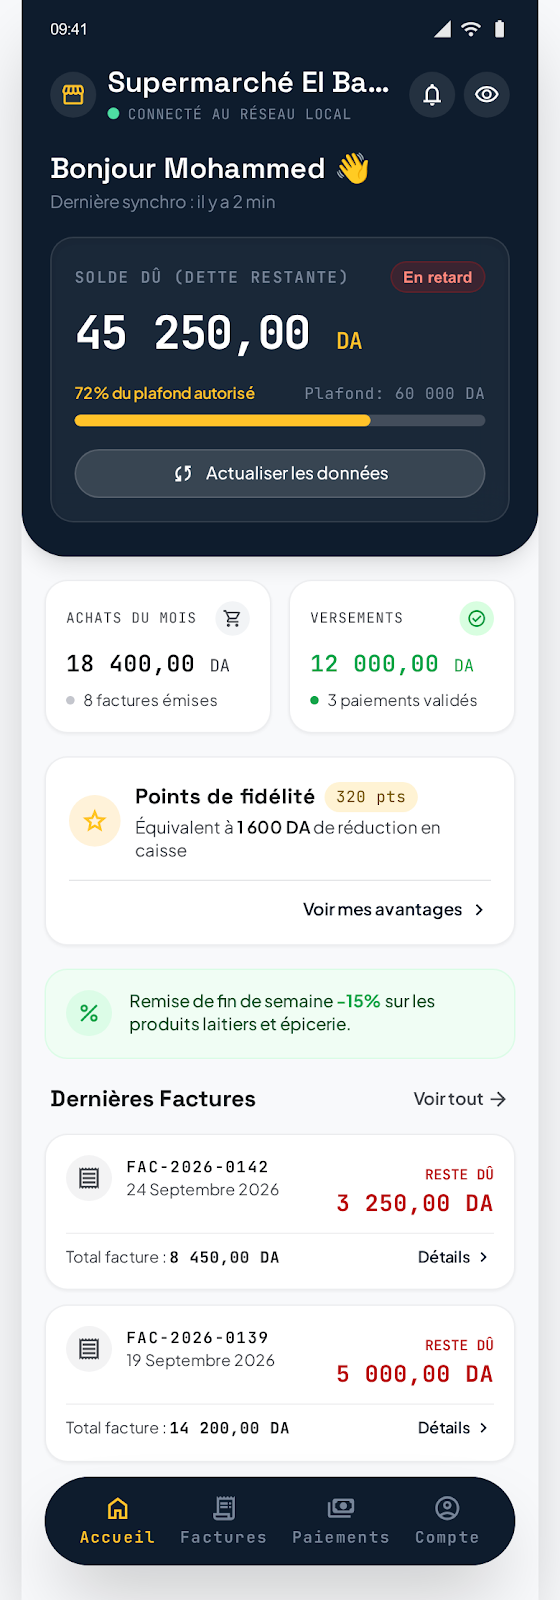 09:41
Supermarché El Ba...
CONNECTÉ AU RÉSEAU LOCAL
Bonjour Mohammed 👋
Dernière synchro : il y a 2 min
SOLDE DÛ (DETTE RESTANTE)
En retard
45 250,00 DA
72% du plafond autorisé
Plafond: 60 000 DA
Actualiser les données
ACHATS DU MOIS
18 400,00 DA
8 factures émises
VERSEMENTS
12 000,00 DA
3 paiements validés
Points de fidélité
320 pts
Équivalent à 1 600 DA de réduction en
caisse
Voir mes avantages
Remise de fin de semaine -15% sur les
produits laitiers et épicerie.
Dernières Factures
Voir tout
FAC-2026-0142
24 Septembre 2026
RESTE DÛ
3 250,00 DA
Total facture : 8 450,00 DA
Détails
FAC-2026-0139
19 Septembre 2026
RESTE DÛ
5 000,00 DA
Total facture : 14 200,00 DA
Détails
Accueil
Factures
Paiements
Compte